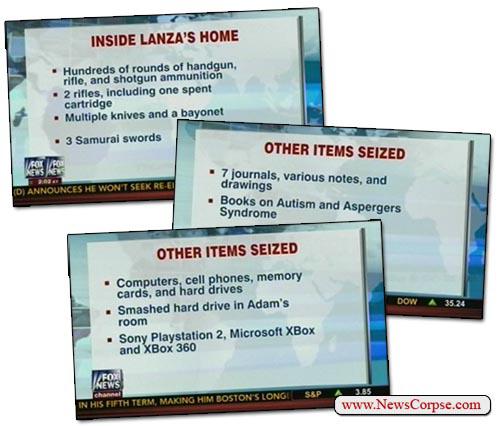 INSIDE LANZA'S HOME
Hundreds of rounds of handgun,
rifle, and shotgun ammunition
2 rifles, including one spent
cartridge
Multiple knives and a bayonet
3 Samurai swords
FOX
NEWS
FOX
NEWS
(D) ANNOUNCES HE WON'T SEEK RE-E
OTHER ITEMS SEIZED
7 journals, various notes, and
drawings
Books on Autism and Aspergers
Syndrome
DOW 35.24
OTHER ITEMS SEIZED
Computers, cell phones, memory
cards, and hard drives
Smashed hard drive in Adam's
room
Sony Playstation 2, Microsoft XBox
and XBox 360
FOX
NEWS
channel
IN HIS FIFTH TERM, MAKING HIM BOSTON'S LONG S&P 3.85
www.NewsCorpse.com